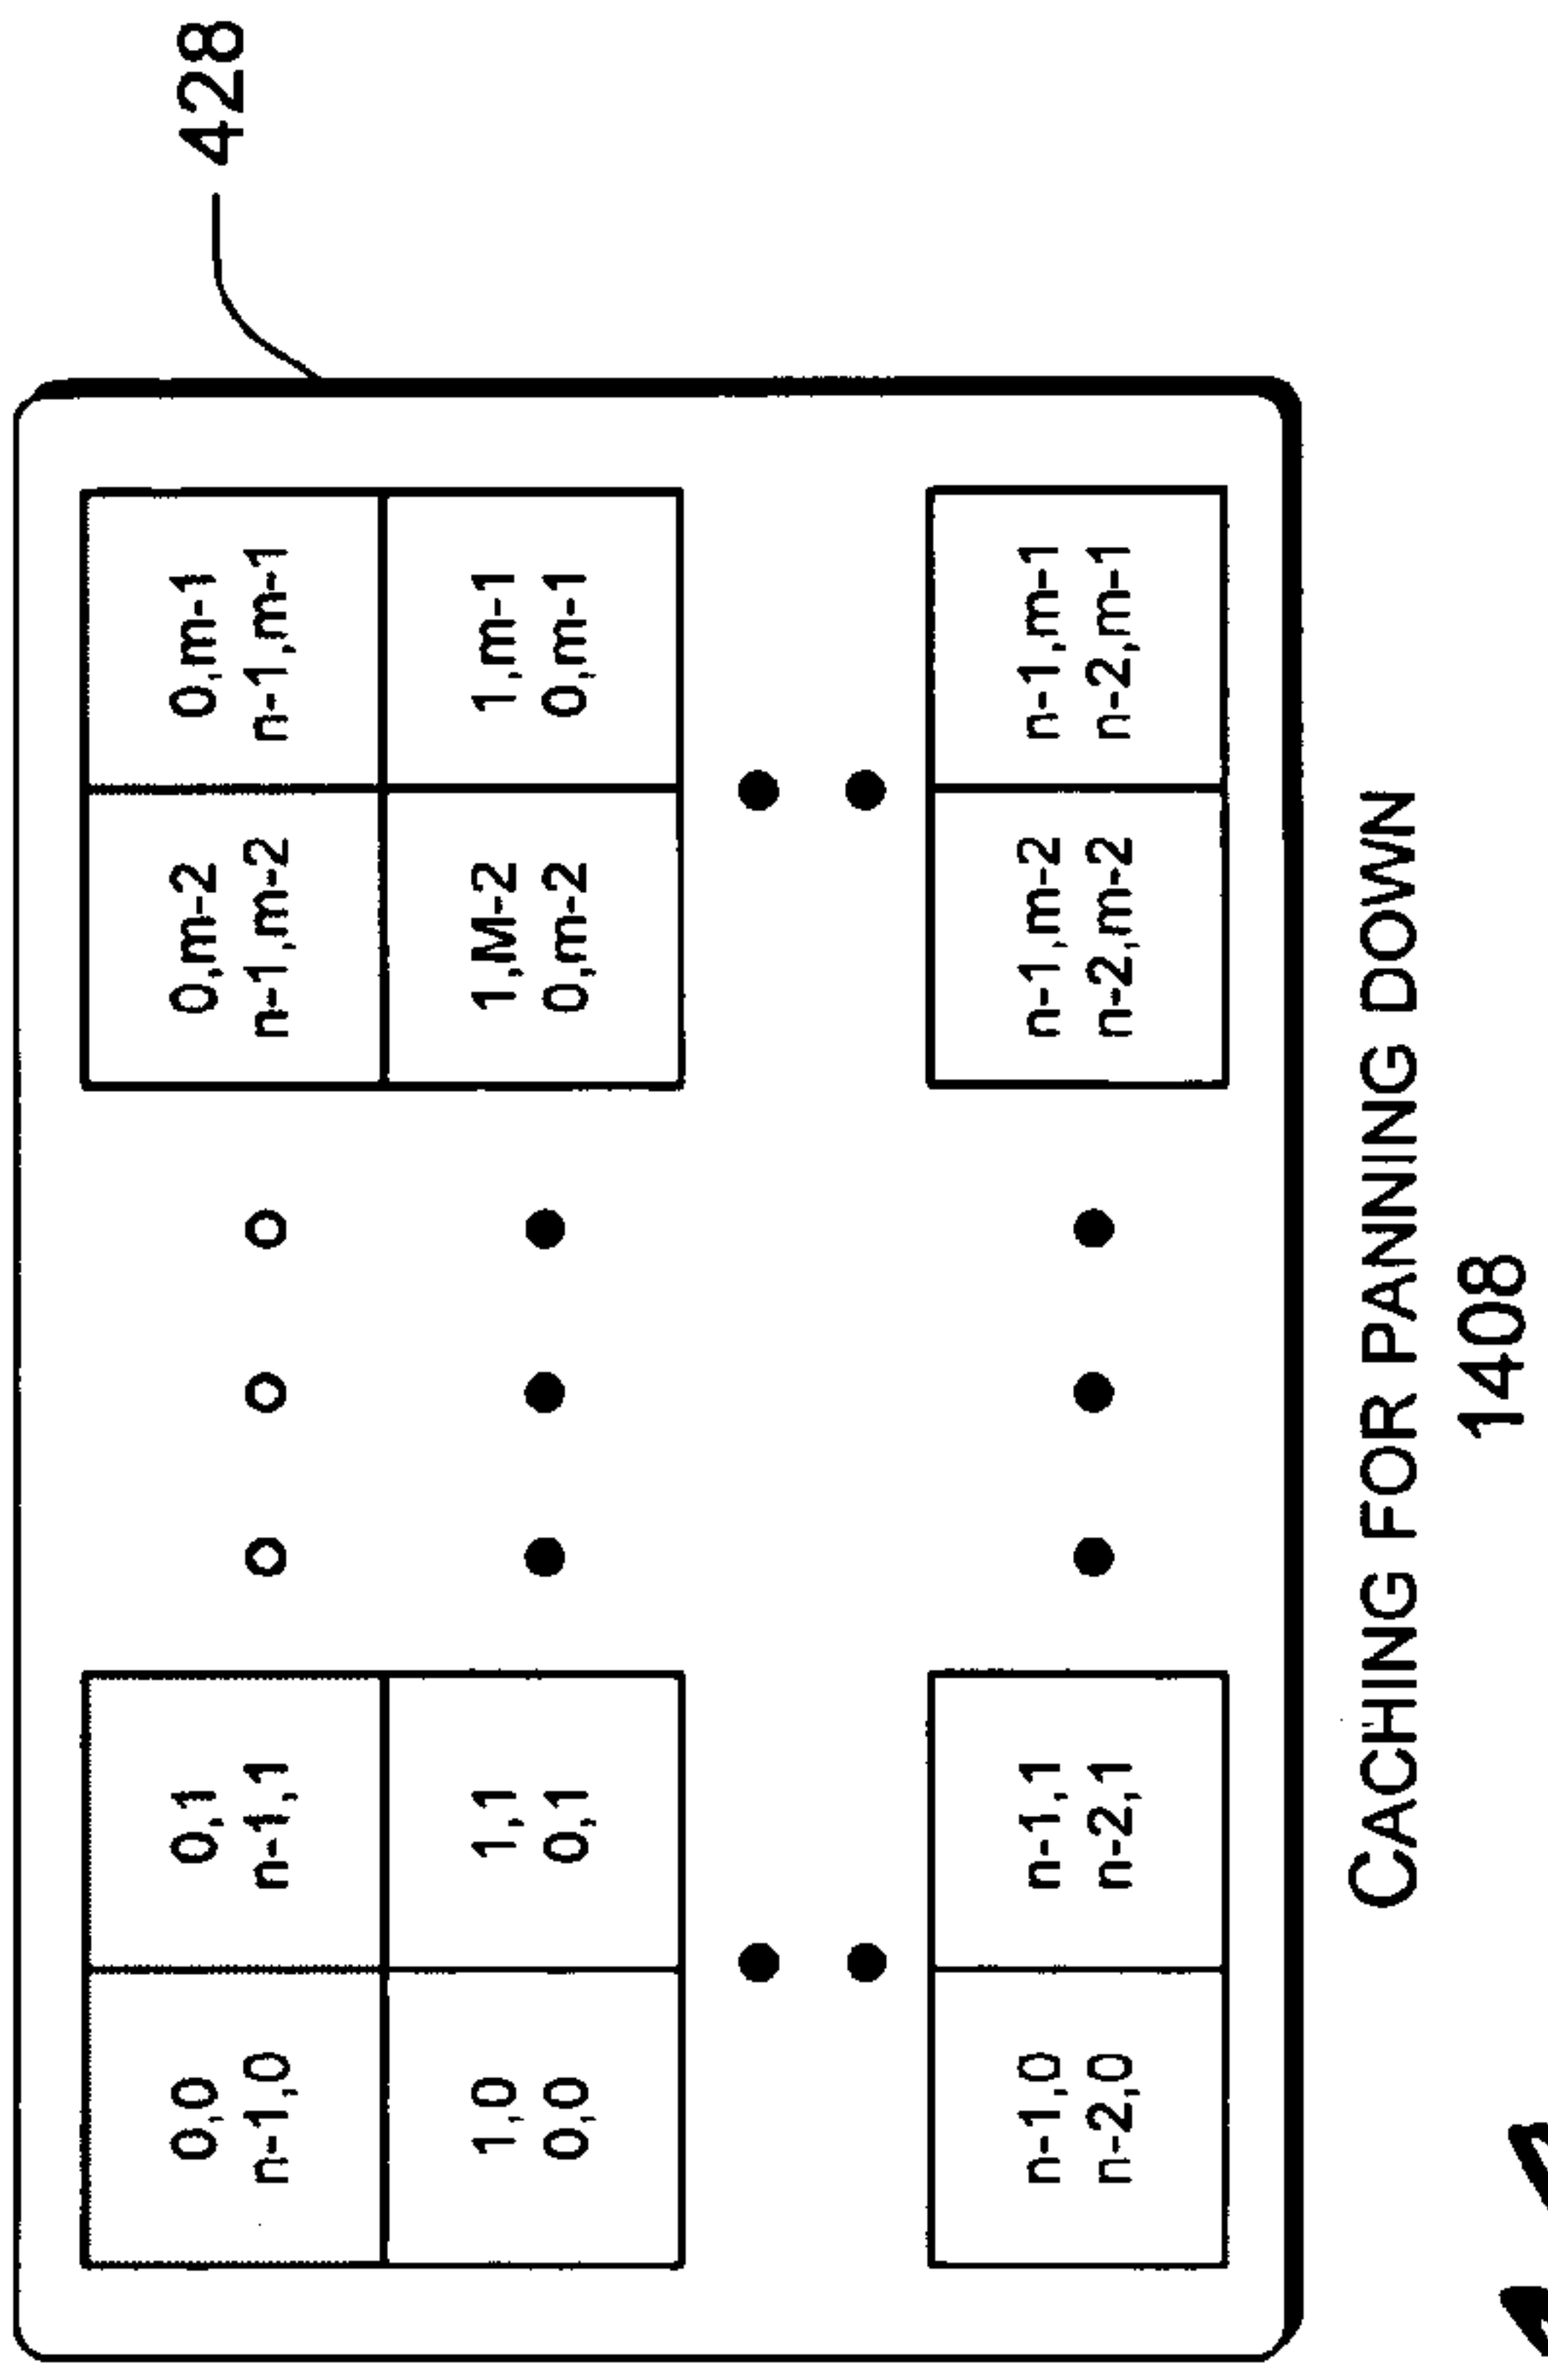 428
0,0
n-1,0
0,1
n-1,1
0,m-2
n-1,m-2
0,m-1
n-1,m-1
1,0
0,0
1,1
0,1
1,M-2
0,m-2
1,m-1
0,m-1
n-1,0
n-2,0
n-1,1
n-2,1
n-1,m-2
n-2,m-2
n-1,m-1
n-2,m-1
CACHING FOR PANNING DOWN
1408